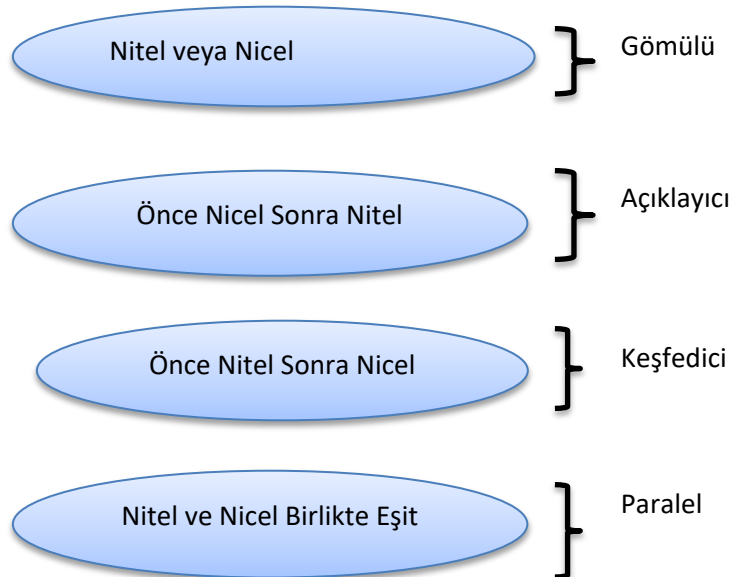 Nitel veya Nicel
Gömülü
Önce Nicel Sonra Nitel
Açıklayıcı
Önce Nitel Sonra Nicel
Keşfedici
Nitel ve Nicel Birlikte Eşit
Paralel